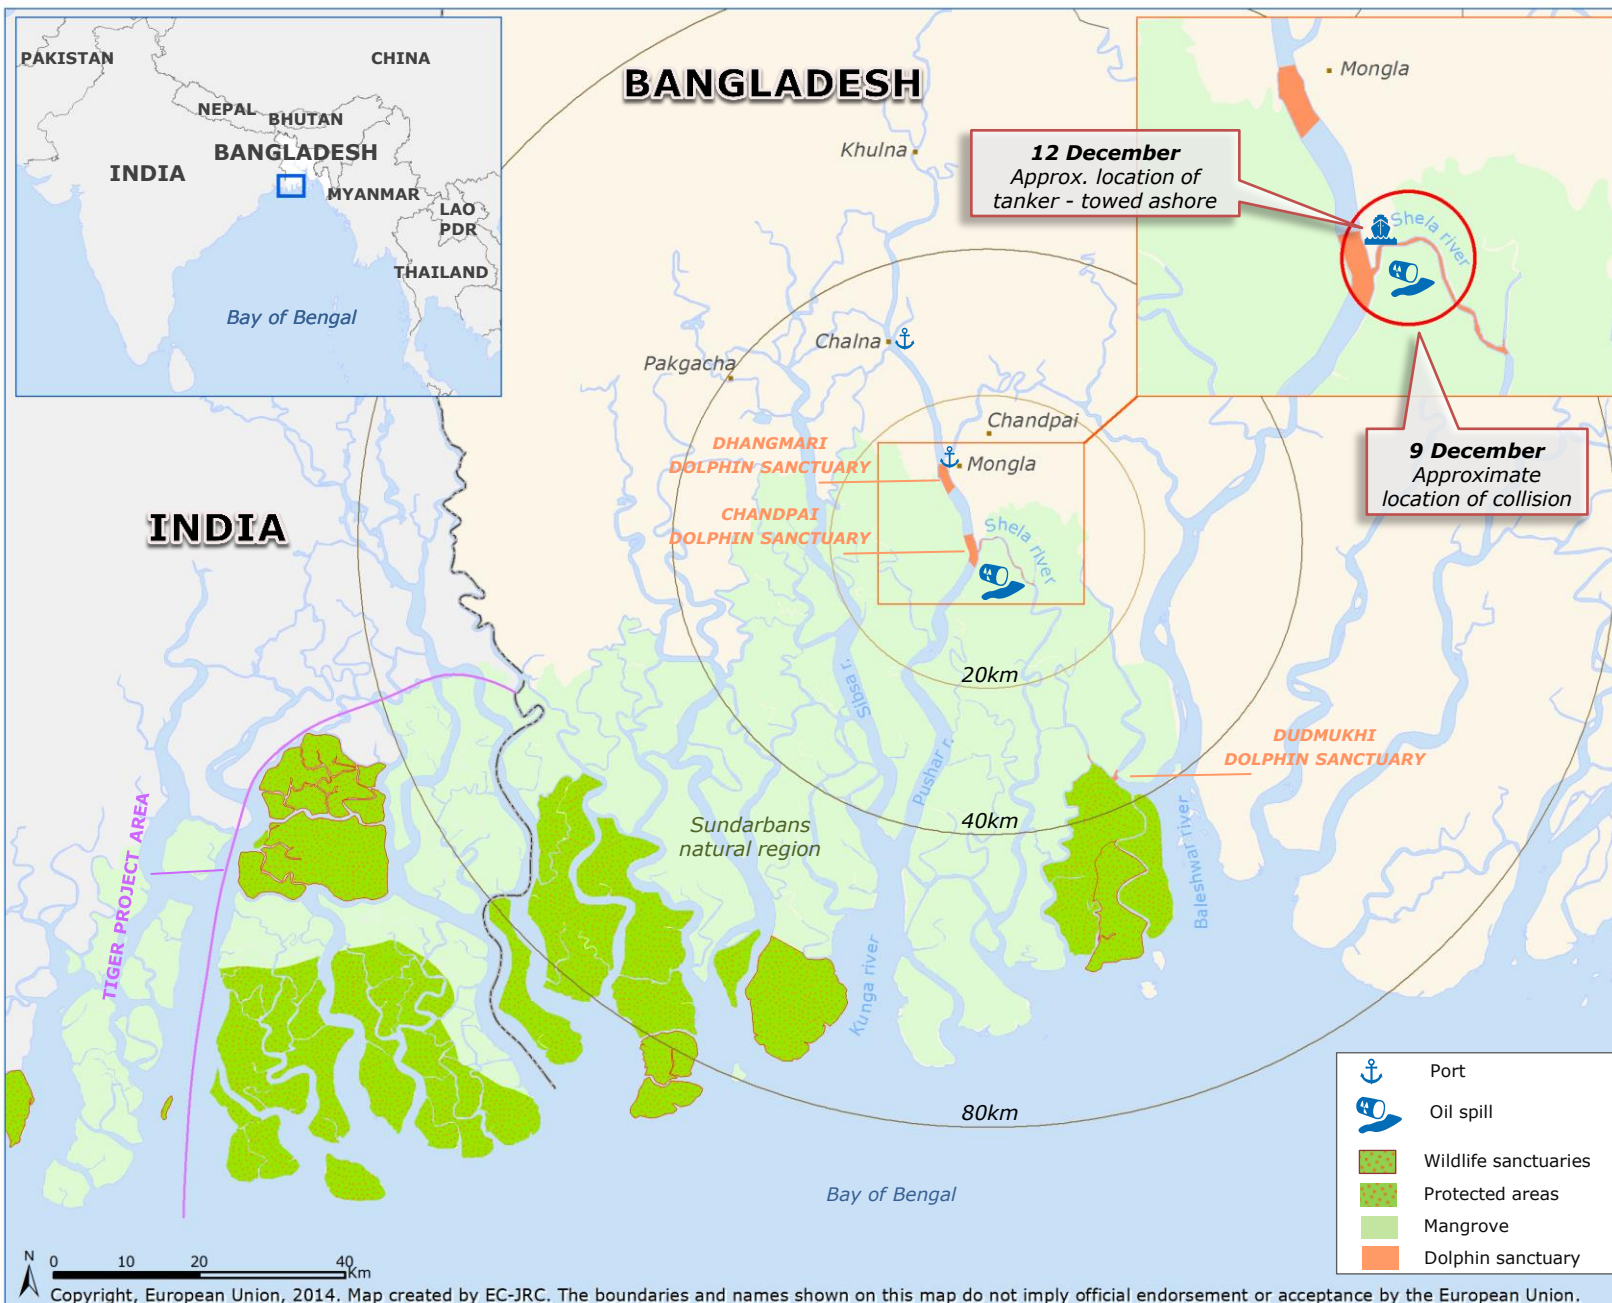 PAKISTAN
CHINA
NEPAL
BHUTAN
BANGLADESH
INDIA
MYANMAR
LAO
PDR
THAILAND
Bay of Bengal
BANGLADESH
Khulna
Mongla
12 December
Approx. location of
tanker - towed ashore
Shela river
9 December
Approximate
location of collision
Chalna
Pakgacha
Chandpai
DHANGMARI
DOLPHIN SANCTUARY
Mongla
CHANDPAI
DOLPHIN SANCTUARY
Shela river
INDIA
20km
Sibsa r.
Pushar r.
DUDMUKHI
DOLPHIN SANCTUARY
40km
Sundarbans
natural region
TIGER PROJECT AREA
Baleshwar river
Kunga river
80km
Bay of Bengal
Port
Oil spill
Wildlife sanctuaries
Protected areas
Mangrove
Dolphin sanctuary
N
0 10 20 40
Km
Copyright, European Union, 2014. Map created by EC-JRC. The boundaries and names shown on this map do not imply official endorsement or acceptance by the European Union.